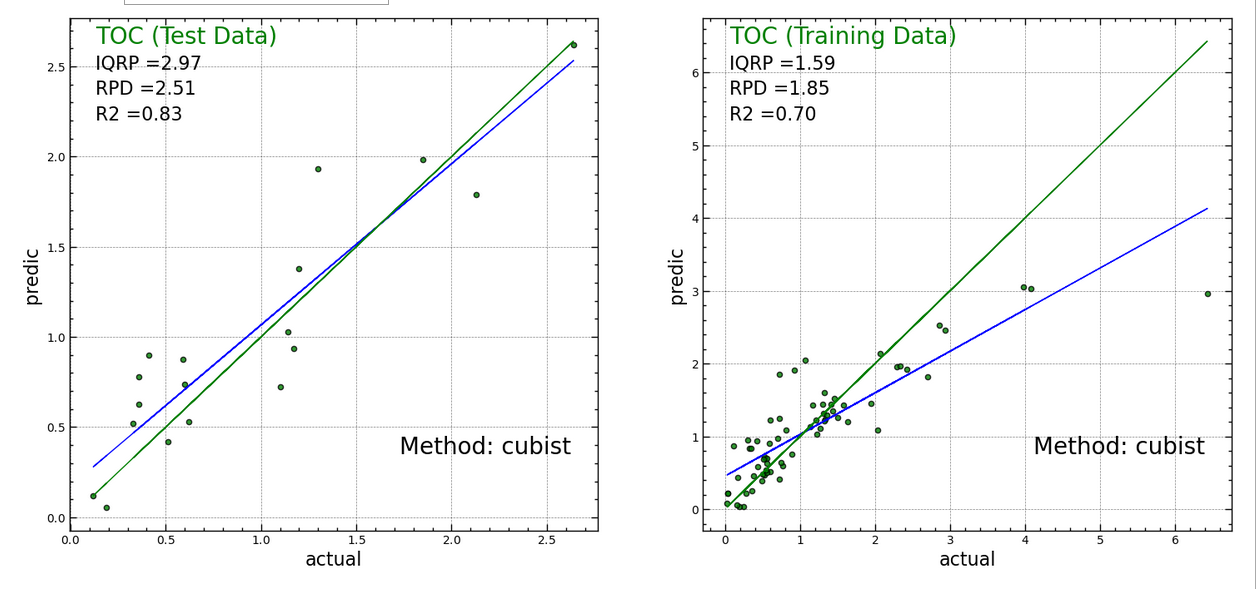 TOC (Test Data)
IQRP =2.97
RPD =2.51
R2 =0.83
2.5
2.0
1.5
1.0
0.5
0.0
predic
Method: cubist
0.0 0.5 1.0 1.5 2.0 2.5
actual
TOC (Training Data)
IQRP =1.59
RPD =1.85
R2 =0.70
6
5
4
3
2
1
0
predic
Method: cubist
0 1 2 3 4 5 6
actual